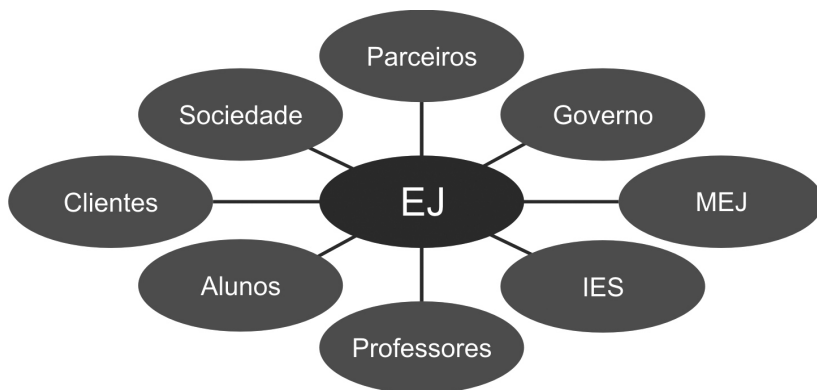 Parceiros
Sociedade
Governo
Clientes
EJ
MEJ
Alunos
IES
Professores